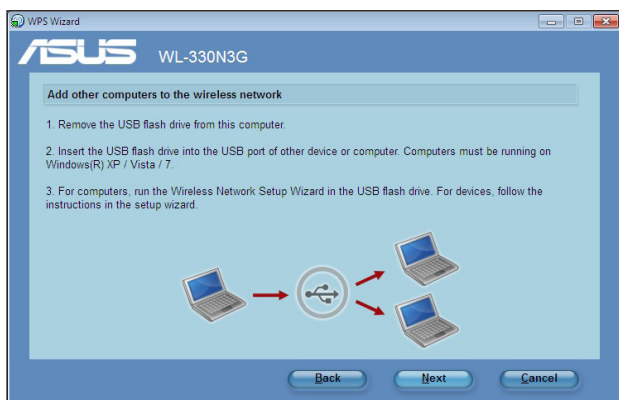 WPS Wizard
ASUS WL-330N3G
Add other computers to the wireless network
1. Remove the USB flash drive from this computer.
2. Insert the USB flash drive into the USB port of other device or computer. Computers must be running on
Windows(R) XP / Vista / 7.
3. For computers, run the Wireless Network Setup Wizard in the USB flash drive. For devices, follow the
instructions in the setup wizard.
Back Next Cancel